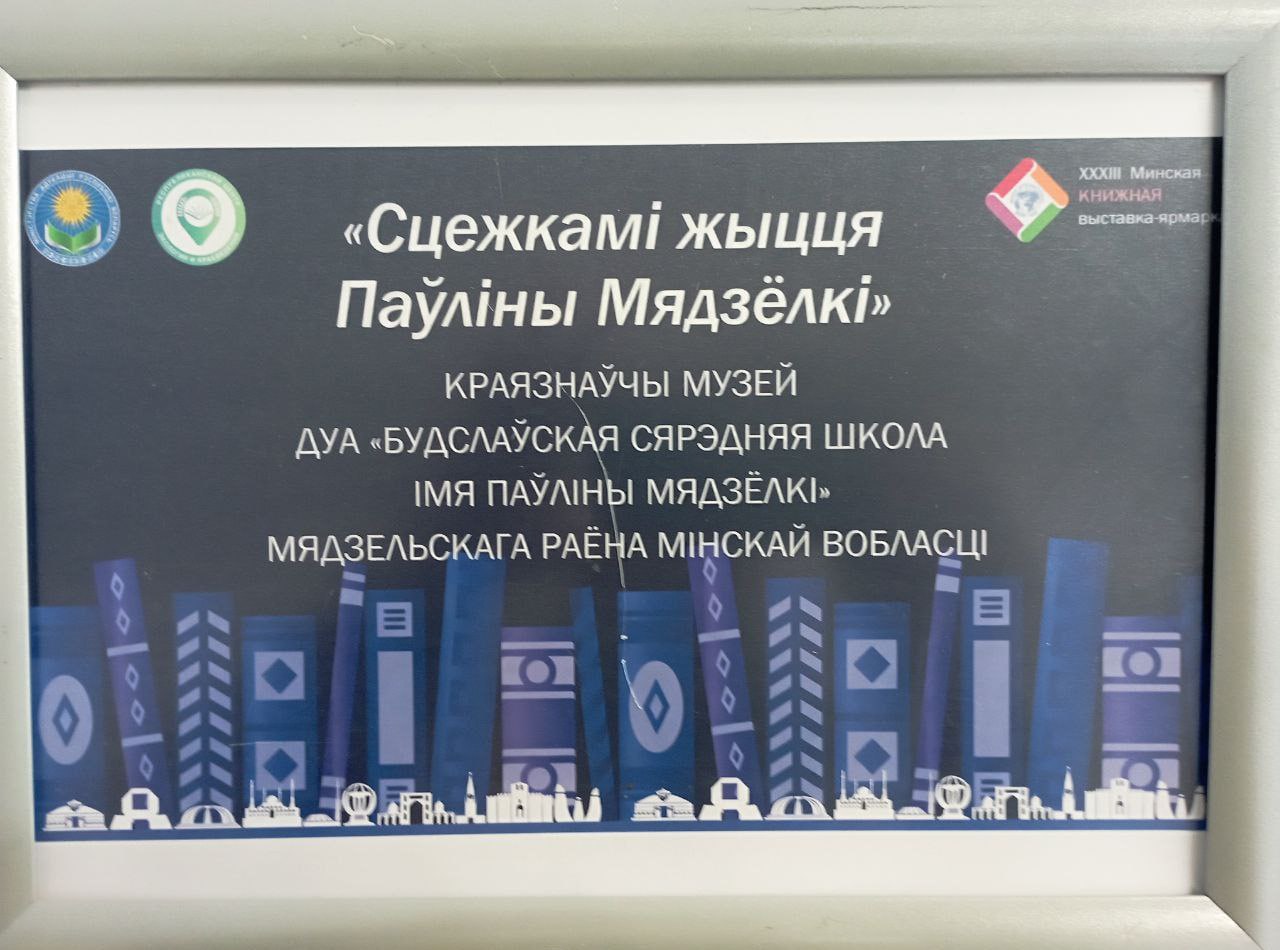 «Сцежкамі жыцця
Паўліны Мядзёлкі»
КРАЯЗНАЎЧЫ МУЗЕЙ
ДУА «БУДСЛАЎСКАЯ СЯРЭДНЯЯ ШКОЛА
ІМЯ ПАЎЛІНЫ МЯДЗЁЛКІ»
МЯДЗЕЛЬСКАГА РАЁНА МІНСКАЙ ВОБЛАСЦІ
XXXIII Минская
КНИЖНАЯ
выставка-ярмарк